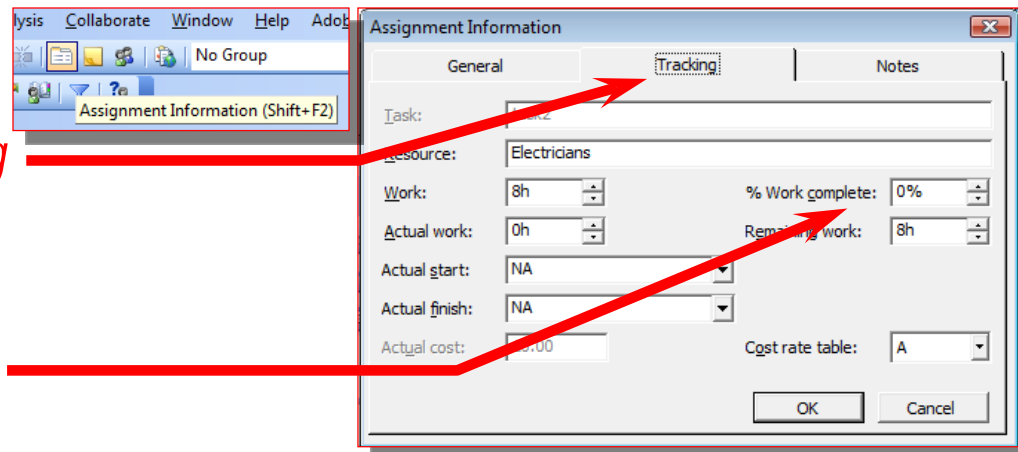 lysis Collaborate Window Help Adob
No Group
Assignment Information (Shift+F2)
g
Assignment Information
General Tracking Notes
Task:
Resource: Electricians
Work: 8h % Work complete: 0%
Actual work: 0h Remaining work: 8h
Actual start: NA
Actual finish: NA
Actual cost: Cost rate table: A
OK Cancel